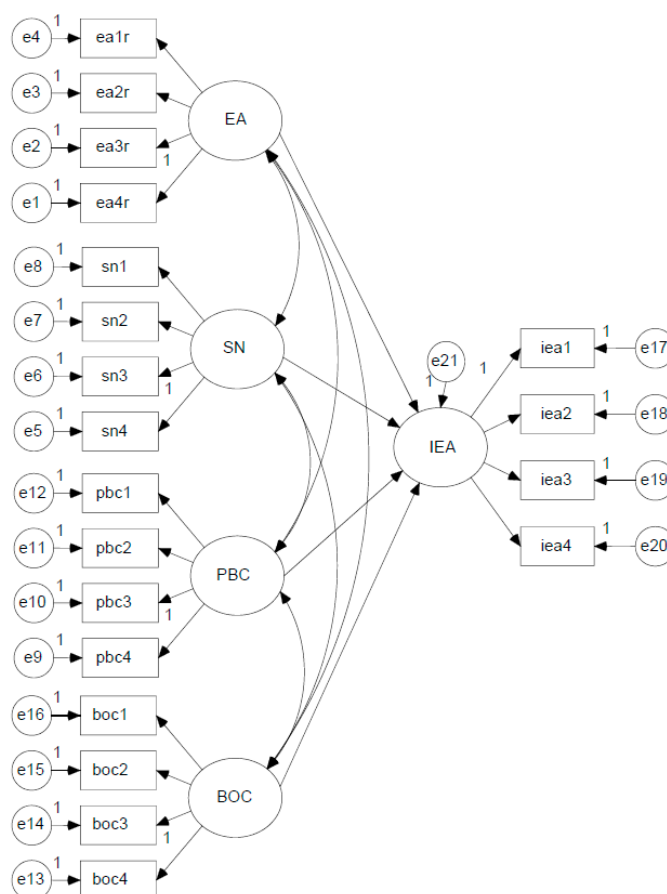 e4 1 ea1r
e3 1 ea2r
e2 1 ea3r
e1 1 ea4r
1
EA
e8 1 sn1
e7 1 sn2
e6 1 sn3
e5 1 sn4
1
SN
e12 1 pbc1
e11 1 pbc2
e10 1 pbc3
e9 1 pbc4
1
PBC
e16 1 boc1
e15 1 boc2
e14 1 boc3
e13 1 boc4
1
BOC
e21
1
IEA
1
iea1 1 e17
iea2 1 e18
iea3 1 e19
iea4 1 e20